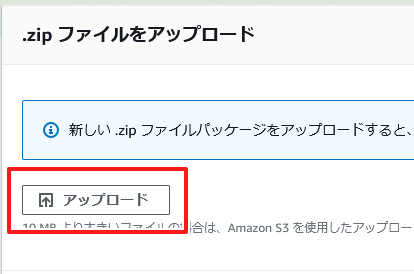 .zip ファイルをアップロード
新しい .zip ファイルパッケージをアップロードすると、
アップロード
10 MB より大きいファイルの場合は、Amazon S3 を使用したアップロー